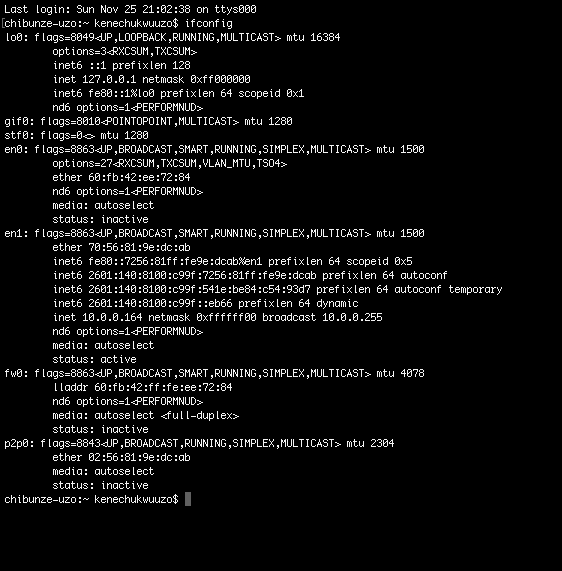 Last login: Sun Nov 25 21:02:38 on ttys000
[chibunze-uzo:~ kenechukwuuzo$ ifconfig
lo0: flags=8049<UP,LOOPBACK,RUNNING,MULTICAST> mtu 16384
options=3<RXCSUM,TXCSUM>
inet6 ::1 prefixlen 128
inet 127.0.0.1 netmask 0xff000000
inet6 fe80::1%lo0 prefixlen 64 scopeid 0x1
nd6 options=1<PERFORMNUD>
gif0: flags=8010<POINTOPOINT,MULTICAST> mtu 1280
stf0: flags=0<> mtu 1280
en0: flags=8863<UP,BROADCAST,SMART,RUNNING,SIMPLEX,MULTICAST> mtu 1500
options=27<RXCSUM,TXCSUM,VLAN_MTU,TSO4>
ether 60:fb:42:ee:72:84
nd6 options=1<PERFORMNUD>
media: autoselect
status: inactive
en1: flags=8863<UP,BROADCAST,SMART,RUNNING,SIMPLEX,MULTICAST> mtu 1500
ether 70:56:81:9e:dc:ab
inet6 fe80::7256:81ff:fe9e:dcab%en1 prefixlen 64 scopeid 0x5
inet6 2601:140:8100:c99f:7256:81ff:fe9e:dcab prefixlen 64 autoconf
inet6 2601:140:8100:c99f:541e:be84:c54:93d7 prefixlen 64 autoconf temporary
inet6 2601:140:8100:c99f::eb66 prefixlen 64 dynamic
inet 10.0.0.164 netmask 0xffffff00 broadcast 10.0.0.255
nd6 options=1<PERFORMNUD>
media: autoselect
status: active
fw0: flags=8863<UP,BROADCAST,SMART,RUNNING,SIMPLEX,MULTICAST> mtu 4078
lladdr 60:fb:42:ff:fe:ee:72:84
nd6 options=1<PERFORMNUD>
media: autoselect <full-duplex>
status: inactive
p2p0: flags=8843<UP,BROADCAST,RUNNING,SIMPLEX,MULTICAST> mtu 2304
ether 02:56:81:9e:dc:ab
media: autoselect
status: inactive
chibunze-uzo:~ kenechukwuuzo$